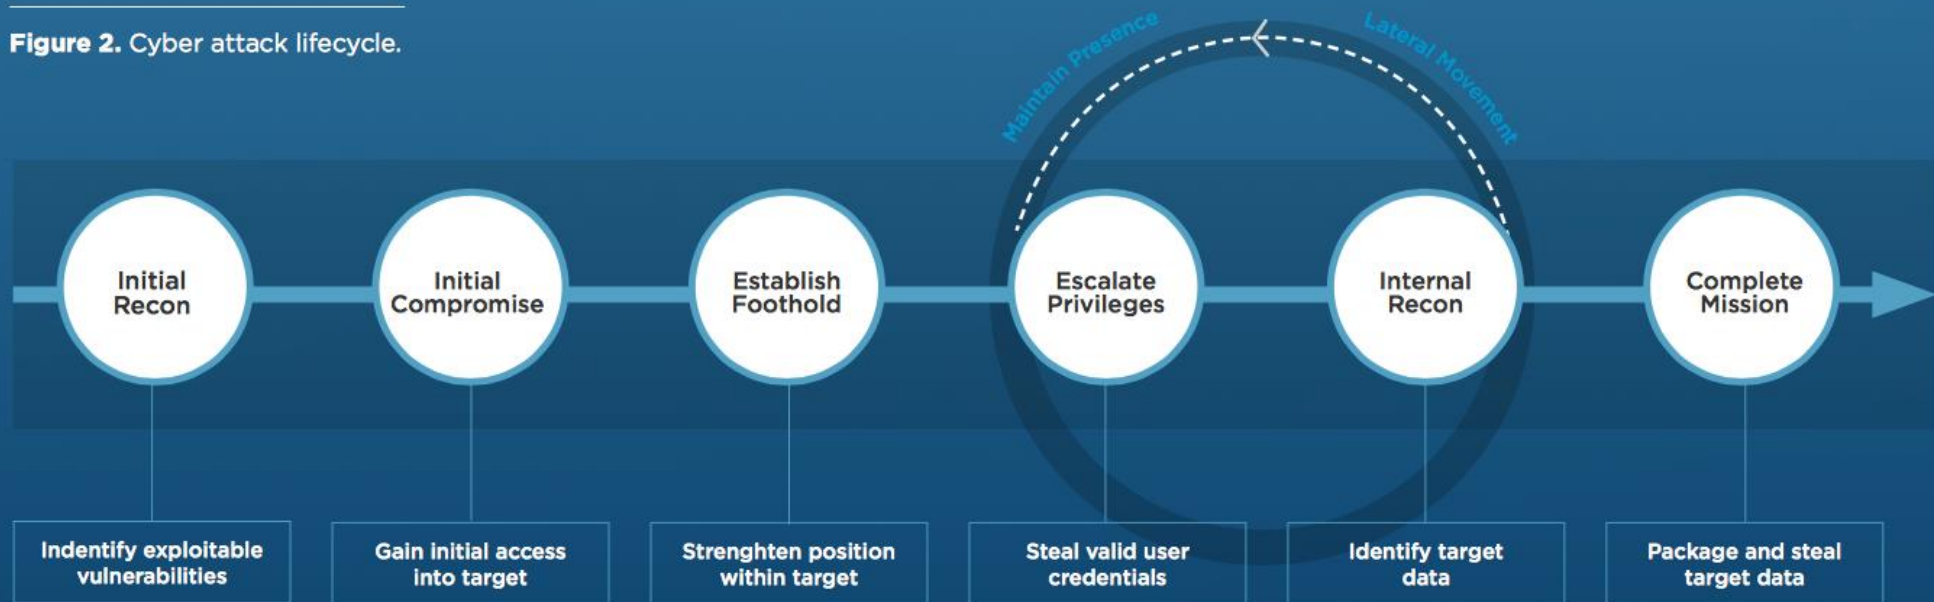 Figure 2. Cyber attack lifecycle.
Maintain Presence
Lateral Movement
Initial
Recon
Initial
Compromise
Establish
Foothold
Escalate
Privileges
Internal
Recon
Complete
Mission
Indentify exploitable
vulnerabilities
Gain initial access
into target
Strenghten position
within target
Steal valid user
credentials
Identify target
data
Package and steal
target data